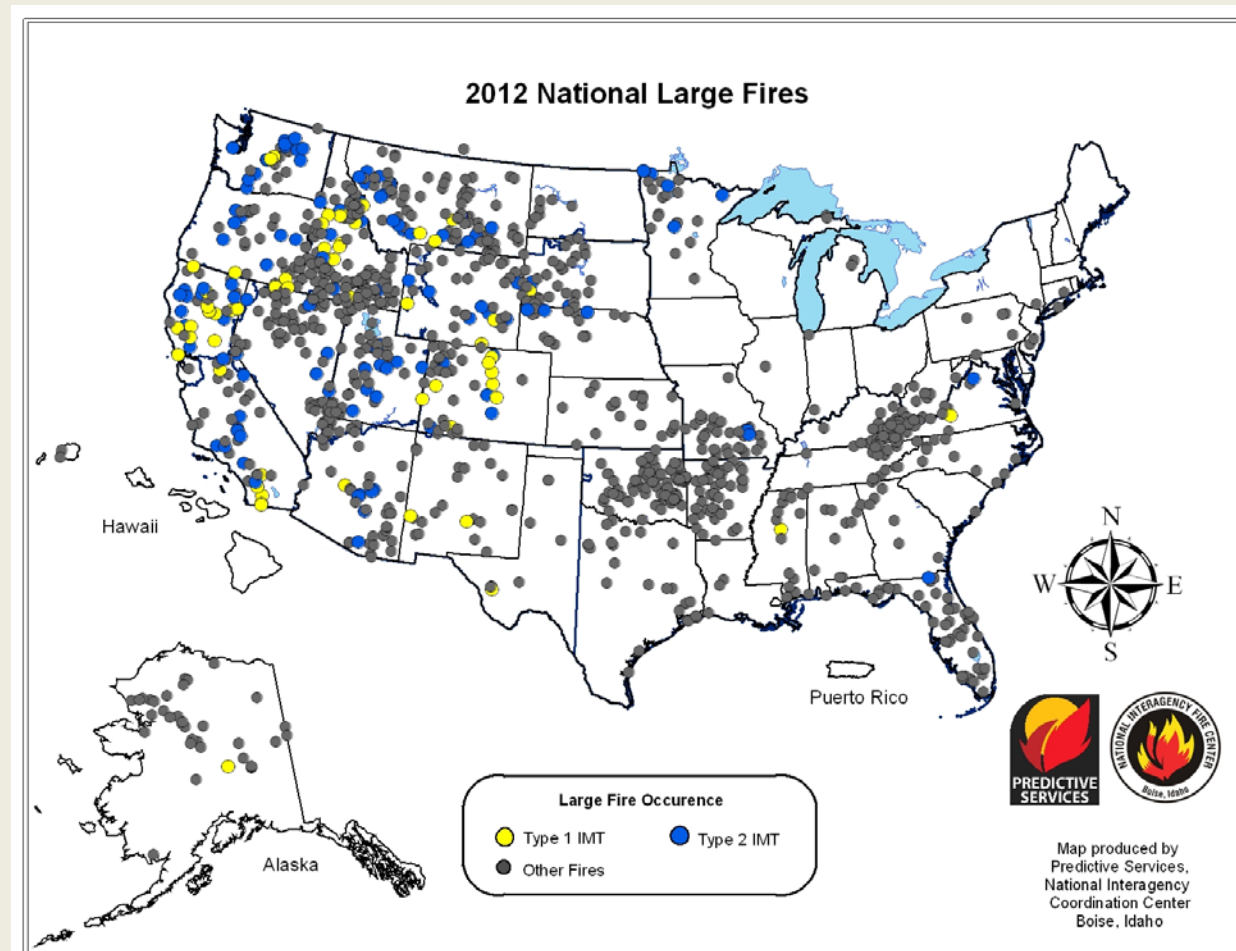 2012 National Large Fires
N
W E
S
Hawaii
Puerto Rico
Alaska
Large Fire Occurence
Type 1 IMT
Type 2 IMT
Other Fires
PREDICTIVE
SERVICES
NATIONAL INTERAGENCY FIRE CENTER
Boise, Idaho
Map produced by
Predictive Services,
National Interagency
Coordination Center
Boise, Idaho